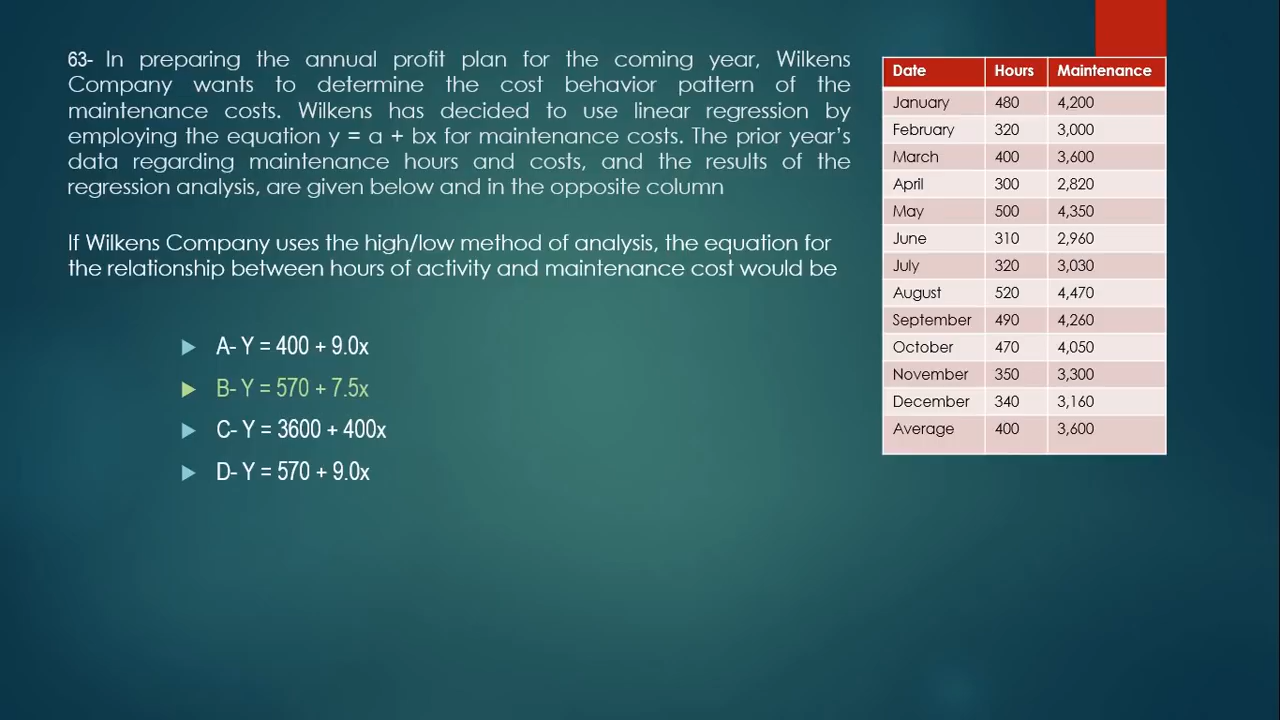 63- In preparing the annual profit plan for the coming year, Wilkens
Company wants to determine the cost behavior pattern of the
maintenance costs. Wilkens has decided to use linear regression by
employing the equation y = a + bx for maintenance costs. The prior year's
data regarding maintenance hours and costs, and the results of the
regression analysis, are given below and in the opposite column
If Wilkens Company uses the high/low method of analysis, the equation for
the relationship between hours of activity and maintenance cost would be
A- Y = 400 + 9.0x
B- Y = 570 + 7.5x
C- Y = 3600 + 400x
D- Y = 570 + 9.0x
Date Hours Maintenance
January 480 4,200
February 320 3,000
March 400 3,600
April 300 2,820
May 500 4,350
June 310 2,960
July 320 3,030
August 520 4,470
September 490 4,260
October 470 4,050
November 350 3,300
December 340 3,160
Average 400 3,600